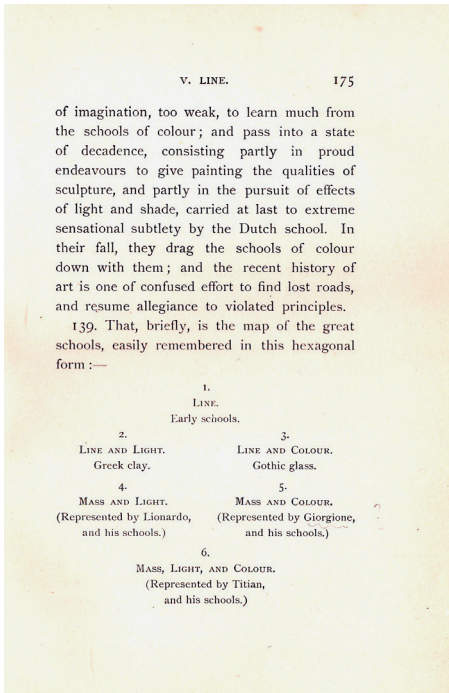 V. LINE. 175
of imagination, too weak, to learn much from
the schools of colour; and pass into a state
of decadence, consisting partly in proud
endeavours to give painting the qualities of
sculpture, and partly in the pursuit of effects
of light and shade, carried at last to extreme
sensational subtlety by the Dutch school. In
their fall, they drag the schools of colour
down with them; and the recent history of
art is one of confused effort to find lost roads,
and resume allegiance to violated principles.
139. That, briefly, is the map of the great
schools, easily remembered in this hexagonal
form:—
1.
LINE.
Early schools.
2. 3.
LINE AND LIGHT. LINE AND COLOUR.
Greek clay. Gothic glass.
4. 5.
MASS AND LIGHT. MASS AND COLOUR.
(Represented by Lionardo, (Represented by Giorgione,
and his schools.) and his schools.)
6.
MASS, LIGHT, AND COLOUR.
(Represented by Titian,
and his schools.)